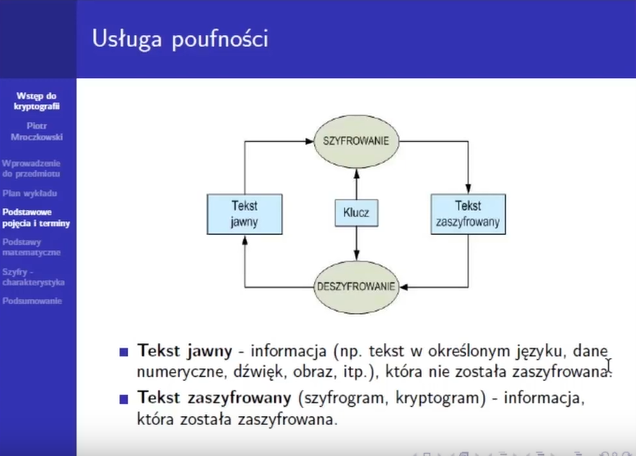 Usługa poufności
Wstęp do
kryptografii
Piotr
Mroczkowski
Wprowadzenie
do przedmiotu
Plan wykładu
Podstawowe
pojęcia i terminy
Podstawy
matematyczne
Szyfry -
charakterystyka
Podsumowanie
SZYFROWANIE
Tekst
jawny
Klucz
Tekst
zaszyfrowany
DESZYFROWANIE
Tekst jawny - informacja (np. tekst w określonym języku, dane
numeryczne, dźwięk, obraz, itp.), która nie została zaszyfrowana.
Tekst zaszyfrowany (szyfrogram, kryptogram) - informacja,
która została zaszyfrowana.